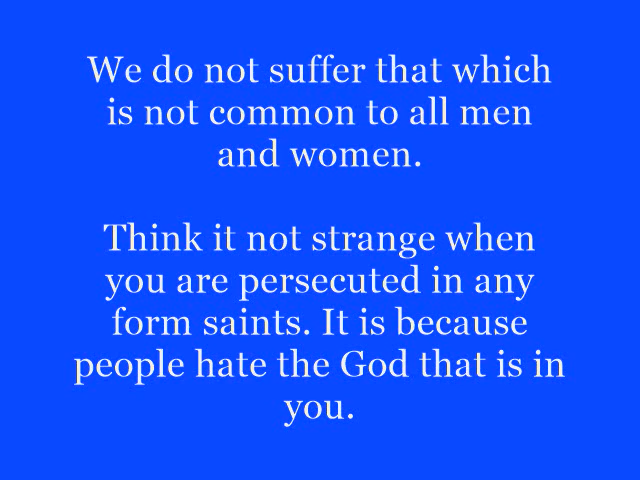 We do not suffer that which
is not common to all men
and women.
Think it not strange when
you are persecuted in any
form saints. It is because
people hate the God that is in
you.